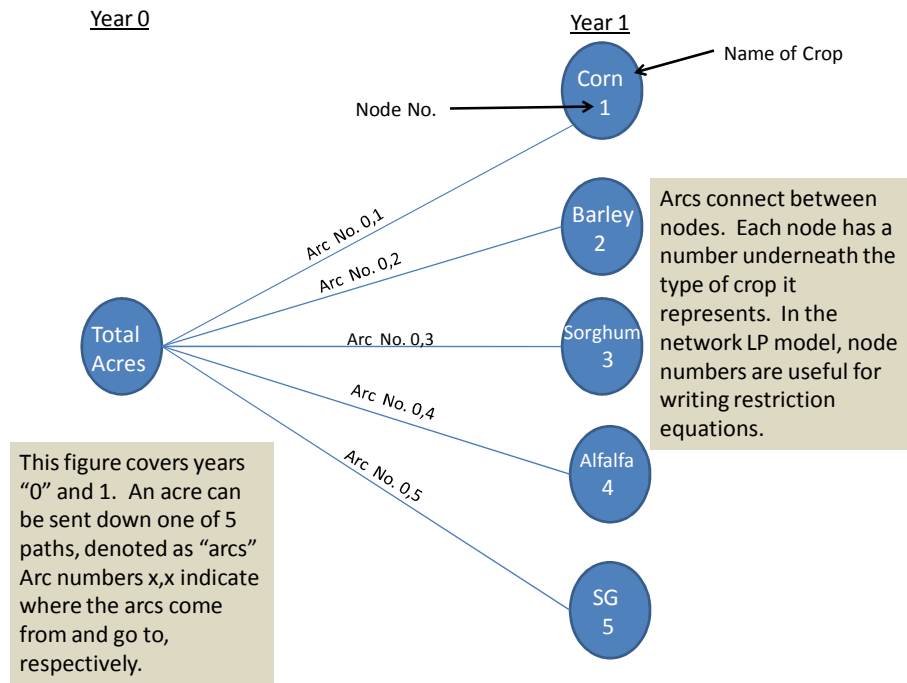 Year 0
Year 1
Name of Crop
Corn
1
Node No.
Arc No. 0,1
Barley
2
Arc No. 0,2
Arcs connect between
nodes. Each node has a
number underneath the
type of crop it
represents. In the
network LP model, node
numbers are useful for
writing restriction
equations.
Total
Acres
Arc No. 0,3
Sorghum
3
Arc No. 0,4
Alfalfa
4
Arc No. 0,5
SG
5
This figure covers years
“0” and 1. An acre can
be sent down one of 5
paths, denoted as “arcs”
Arc numbers x,x indicate
where the arcs come
from and go to,
respectively.